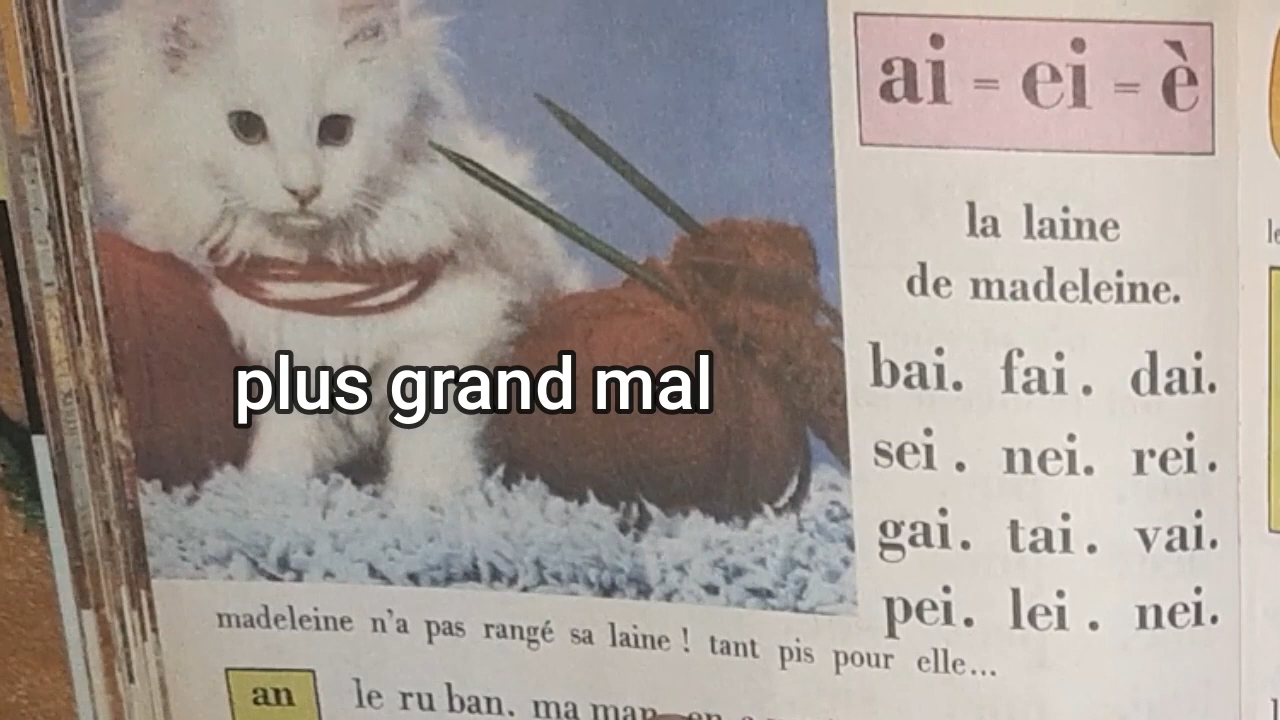 ai = ei = è
la laine
de madeleine.
bai. fai. dai.
sei. nei. rei.
gai. tai. vai.
pei. lei. nei.
plus grand mal
madeleine n'a pas rangé sa laine ! tant pis pour elle...
an le ru ban. ma man